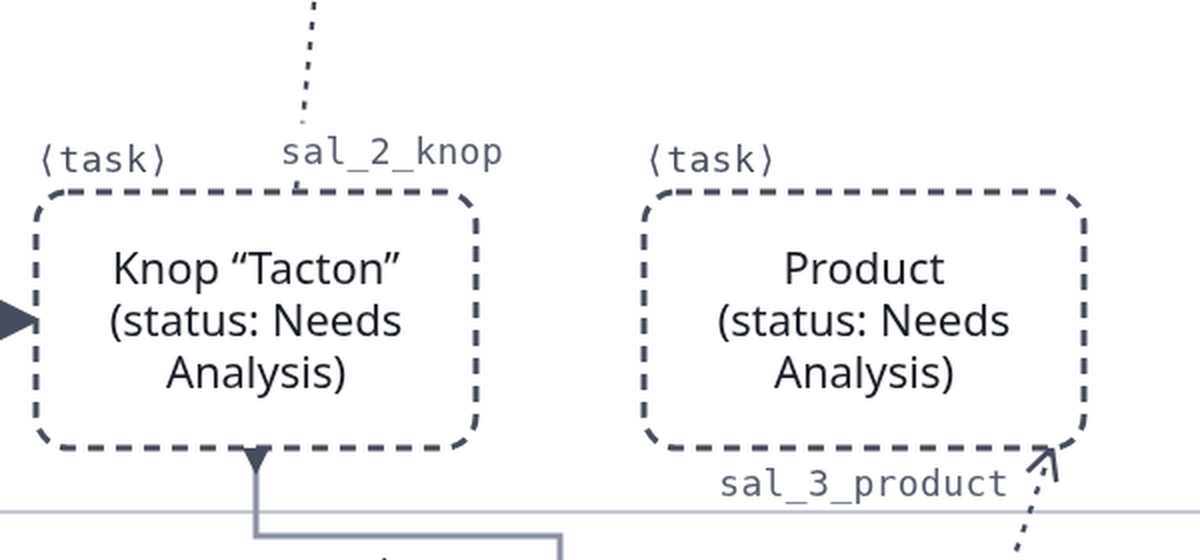 ⟨task⟩
sal_2_knop
⟨task⟩
Knop “Tacton”
(status: Needs
Analysis)
Product
(status: Needs
Analysis)
sal_3_product